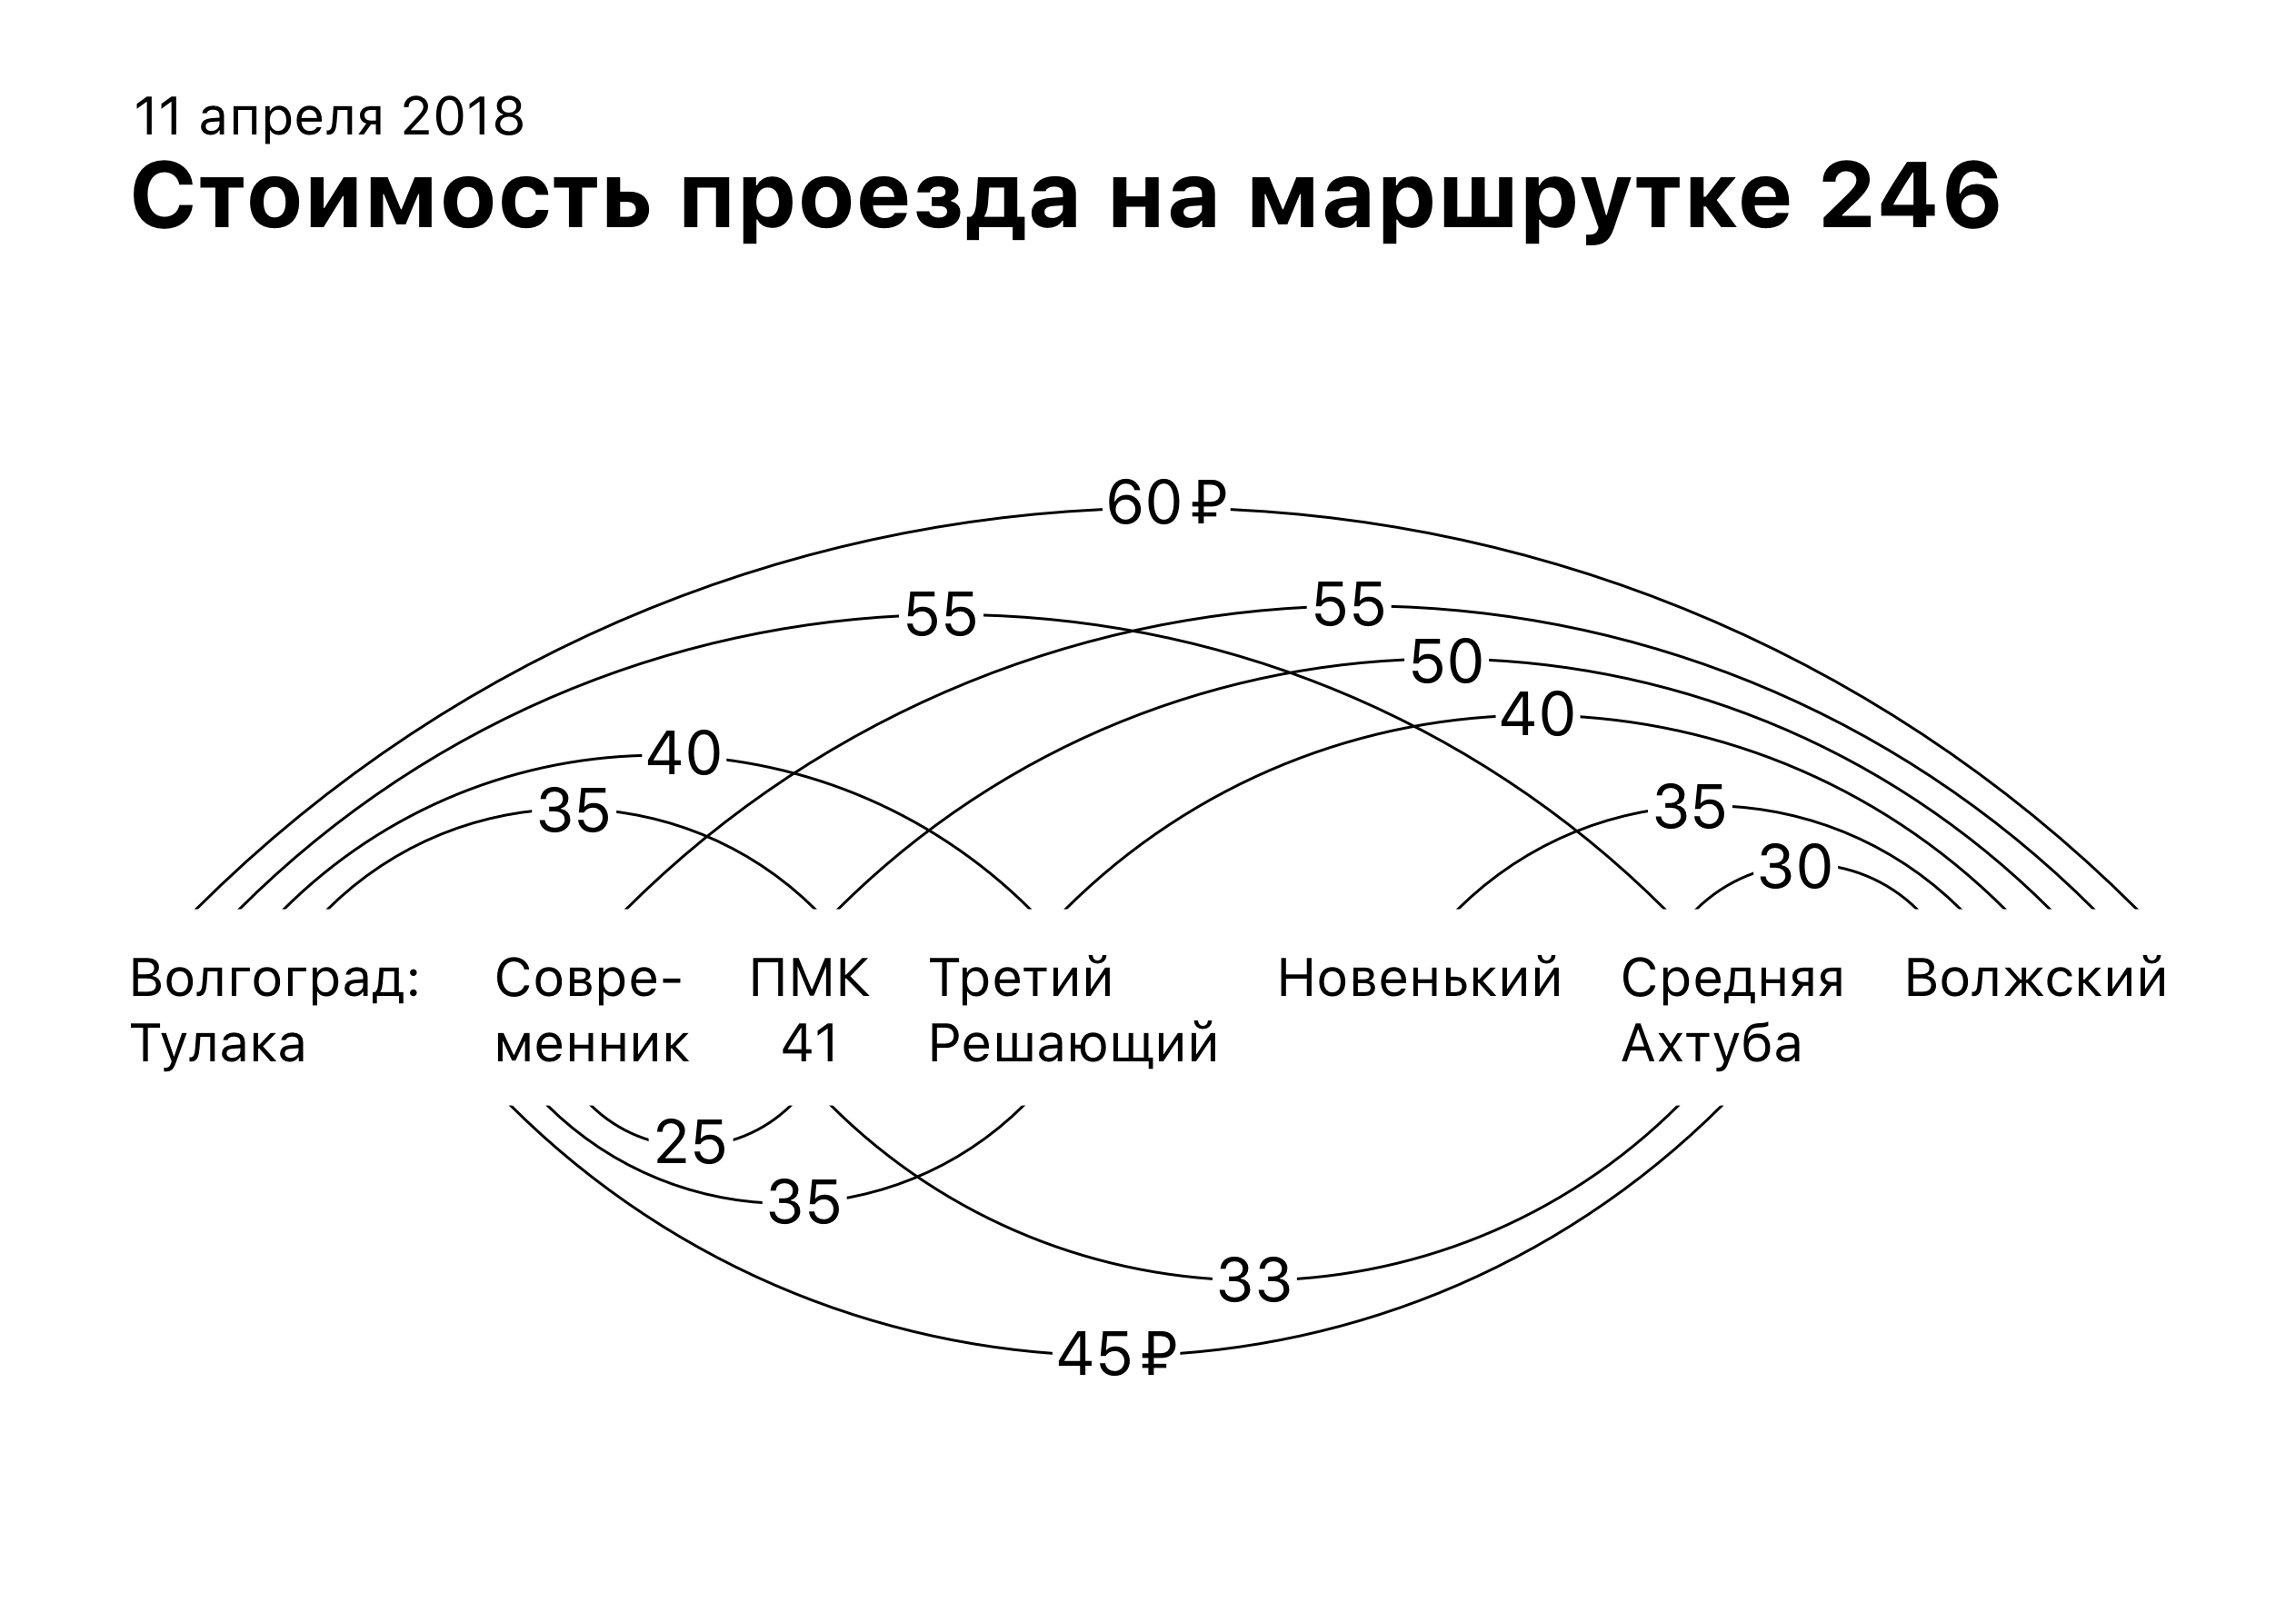 11 апреля 2018
Стоимость проезда на маршрутке 246
60 ₽
55
55
50
40
40
35
35
30
Волгоград:
Тулака
Совре-
менник
ПМК
41
Третий
Решающий
Новенький
Средняя
Ахтуба
Волжский
25
35
33
45 ₽